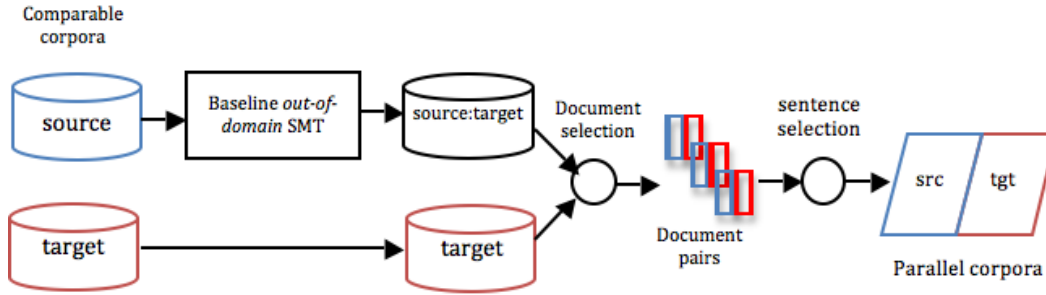 Comparable
corpora
source
Baseline out-of-
domain SMT
source:target
Document
selection
sentence
selection
src
tgt
target
target
Document
pairs
Parallel corpora